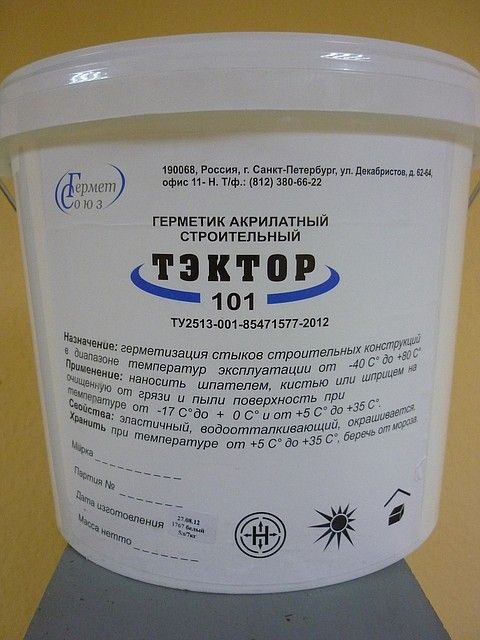 Гермет
Союз
190068, Россия, г. Санкт-Петербург, ул. Декабристов, д. 62-64,
офис 11- Н. Т/ф.: (812) 380-66-22
ГЕРМЕТИК АКРИЛАТНЫЙ
СТРОИТЕЛЬНЫЙ
ТЭКТОР
101
ТУ2513-001-85471577-2012
Назначение: герметизация стыков строительных конструкций
в диапазоне температур эксплуатации от -40 С° до +80 С°
Применение: наносить шпателем, кистью или шприцем на
очищенную от грязи и пыли поверхность при
температуре от -17 С°до + 0 С° и от +5 С° до +35 С°.
Свойства: эластичный, водоотталкивающий, окрашивается.
Хранить при температуре от +5 С° до +35 С°, беречь от мороза.
Марка
Партия №
Дата изготовления
27.08.12
1707 белый
Масса нетто
Н